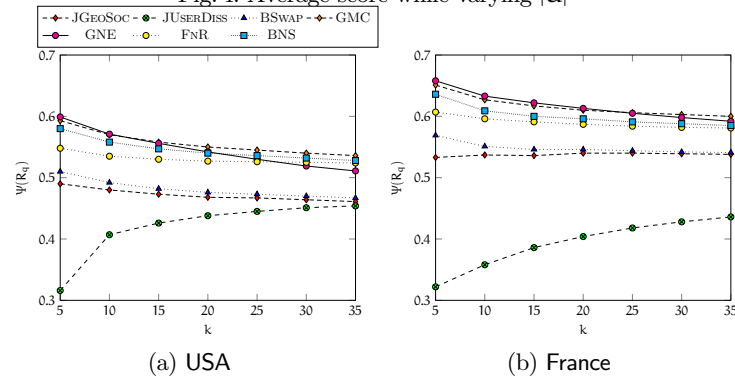 Fig. 4. Average score while varying |𝒰|
JGeoSoc JUserDiss BSwap GMC
GNE FnR BNS
0.7
0.6
0.5
0.4
0.3
Ψ(Rq)
5 10 15 20 25 30 35
k
(a) USA
0.7
0.6
0.5
0.4
0.3
Ψ(Rq)
5 10 15 20 25 30 35
k
(b) France